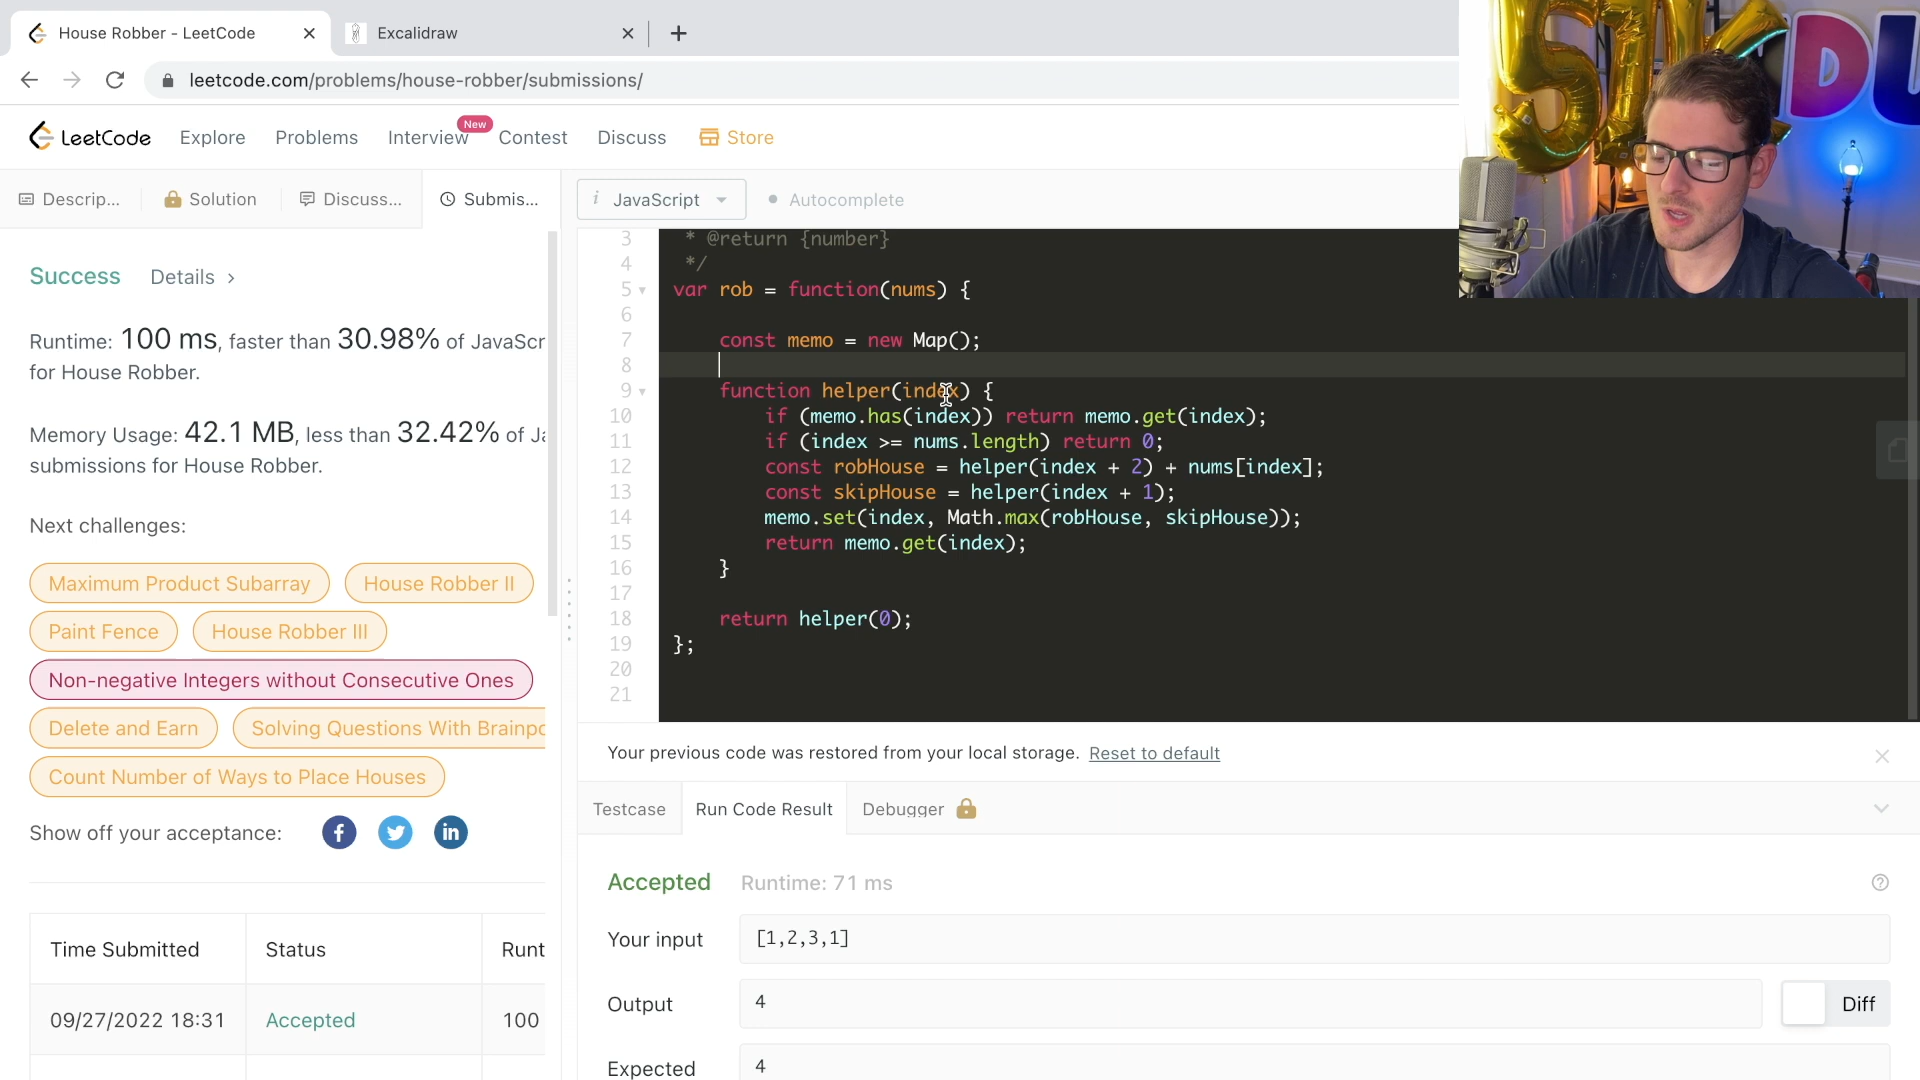 House Robber - LeetCode
Excalidraw
leetcode.com/problems/house-robber/submissions/
LeetCode
Explore
Problems
Interview
New
Contest
Discuss
Store
Descrip...
Solution
Discuss...
Submis...
i JavaScript
Autocomplete
Success
Details
Runtime: 100 ms, faster than 30.98% of JavaScr
for House Robber.
Memory Usage: 42.1 MB, less than 32.42% of Ja
submissions for House Robber.
Next challenges:
Maximum Product Subarray
House Robber II
Paint Fence
House Robber III
Non-negative Integers without Consecutive Ones
Delete and Earn
Solving Questions With Brainpo
Count Number of Ways to Place Houses
Show off your acceptance:
Time Submitted
Status
Runt
09/27/2022 18:31
Accepted
100
3 * @return {number}
4 */
5 var rob = function(nums) {
6
7 const memo = new Map();
8
9 function helper(index) {
10 if (memo.has(index)) return memo.get(index);
11 if (index >= nums.length) return 0;
12 const robHouse = helper(index + 2) + nums[index];
13 const skipHouse = helper(index + 1);
14 memo.set(index, Math.max(robHouse, skipHouse));
15 return memo.get(index);
16 }
17
18 return helper(0);
19 };
20
21
Your previous code was restored from your local storage. Reset to default
Testcase
Run Code Result
Debugger
Accepted
Runtime: 71 ms
Your input
[1,2,3,1]
Output
4
Diff
Expected
4
51K
DU